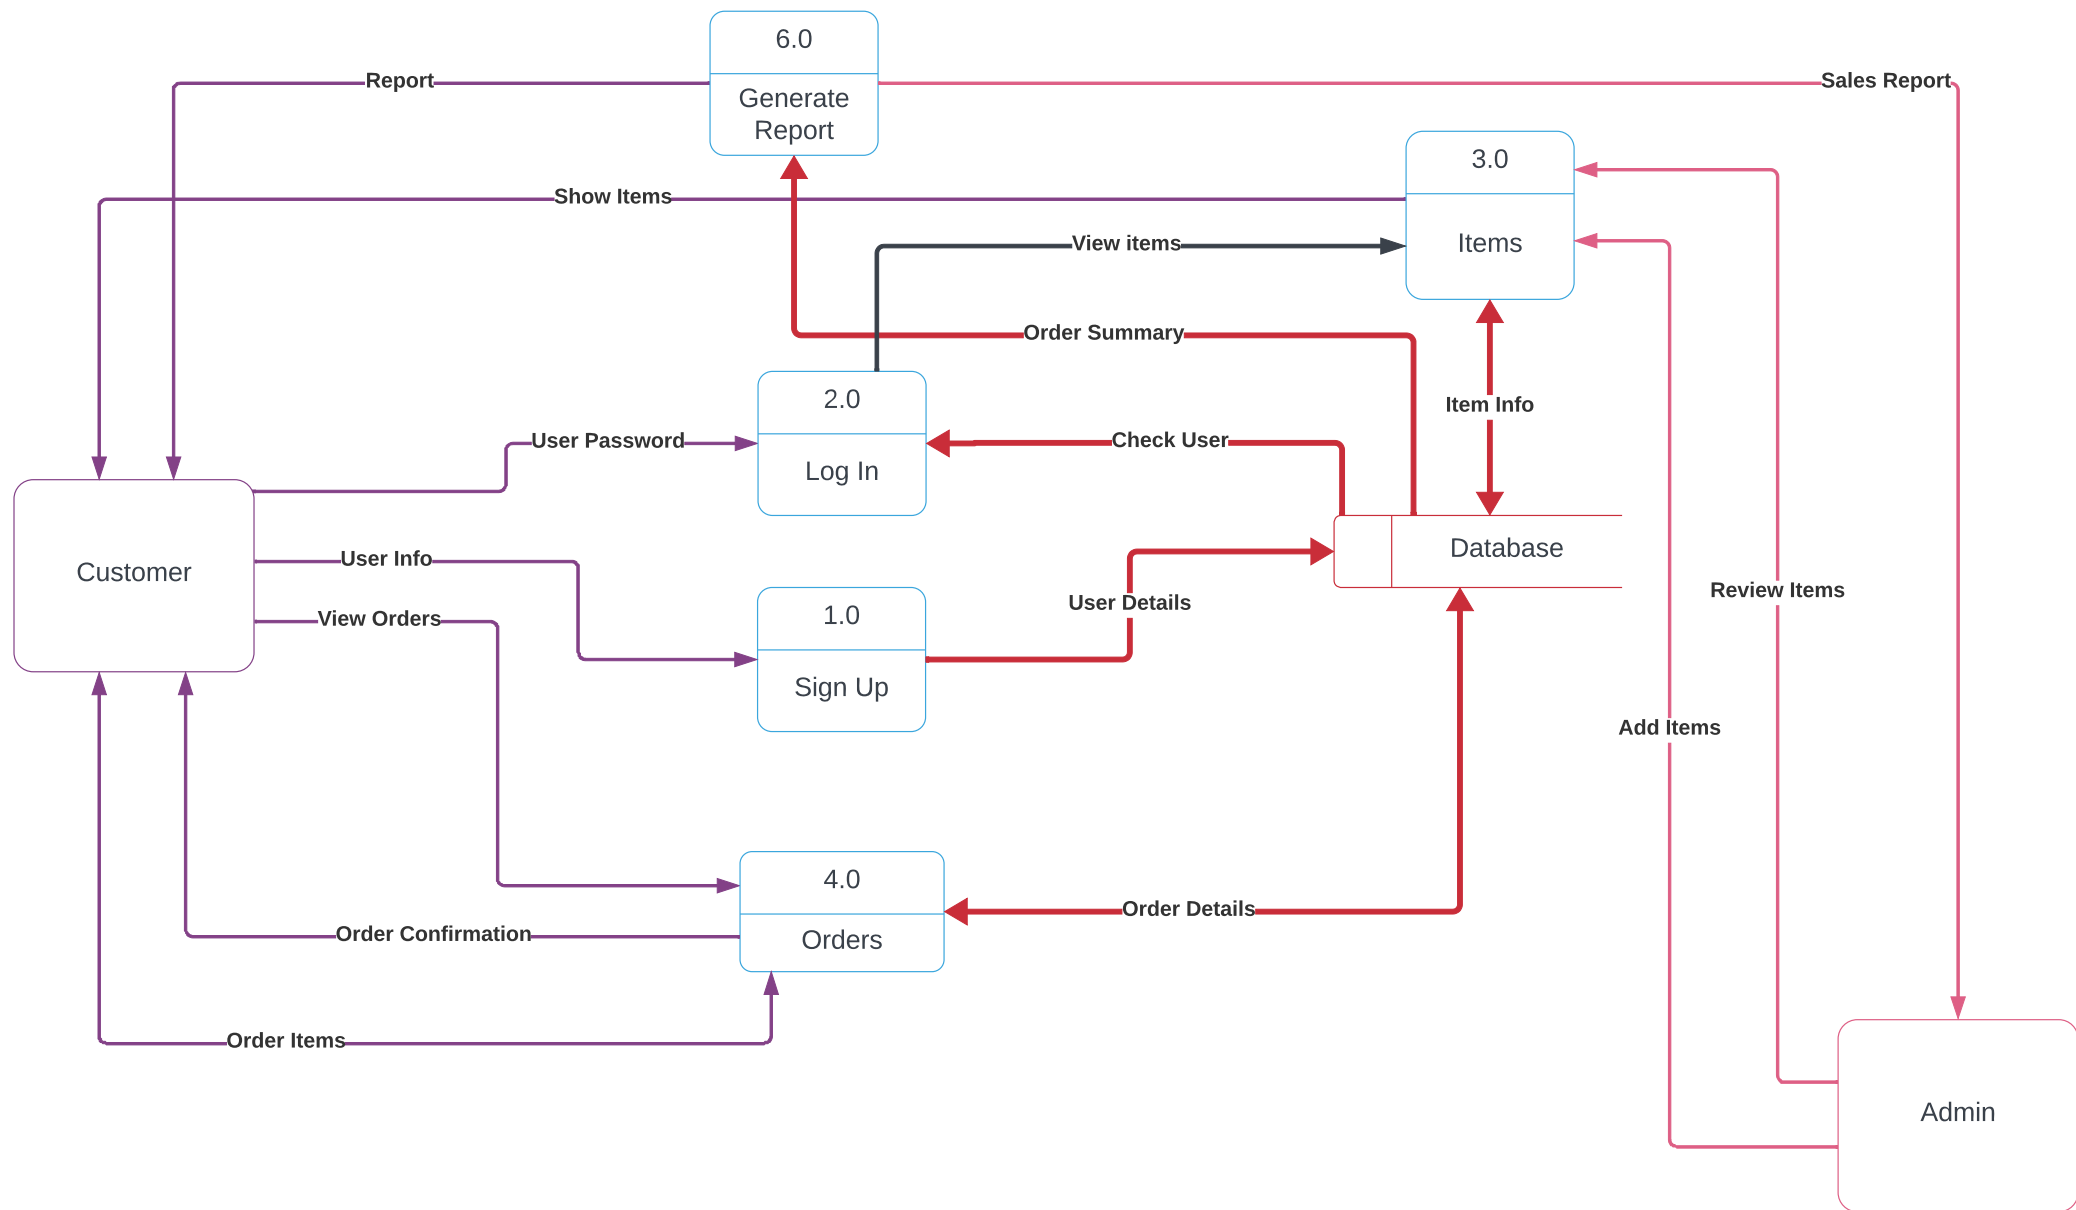 6.0
Report
Sales Report
Generate
Report
3.0
Show Items
View items
Items
Order Summary
2.0
Item Info
User Password
Check User
Log In
Database
User Info
Customer
Review Items
User Details
1.0
View Orders
Sign Up
Add Items
4.0
Order Details
Order Confirmation
Orders
Order Items
Admin